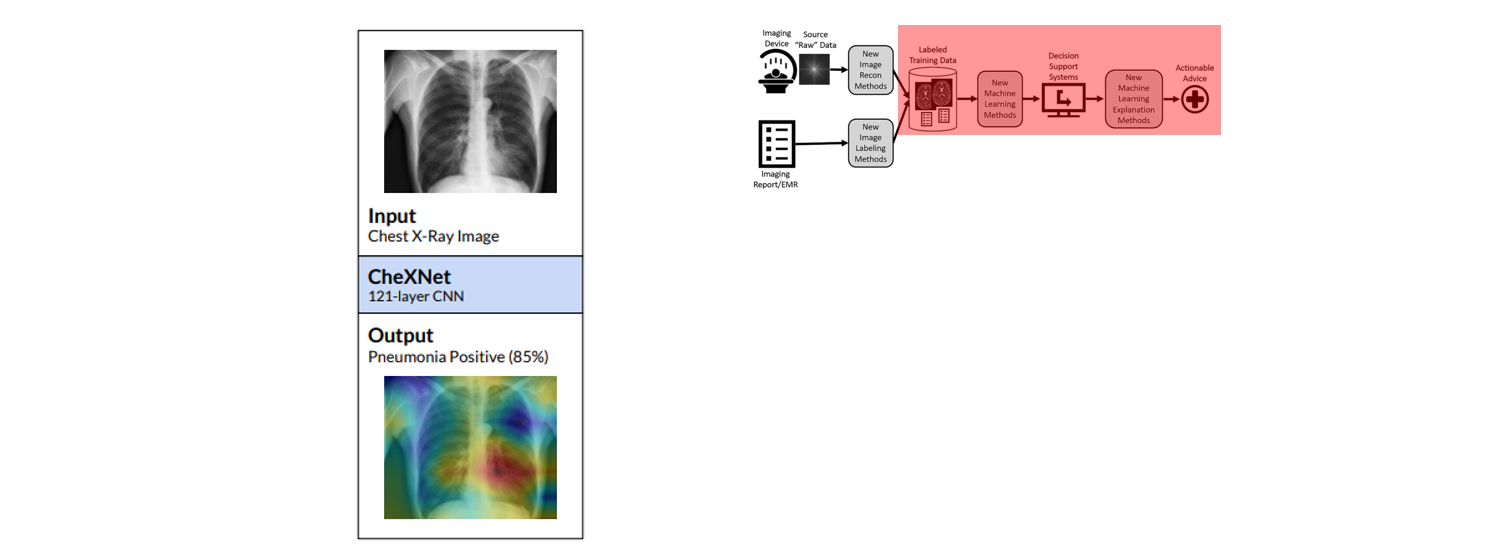 Input
Chest X-Ray Image
CheXNet
121-layer CNN
Output
Pneumonia Positive (85%)
Imaging
Device
Source
“Raw” Data
New
Image
Recon
Methods
Imaging
Report/EMR
New
Image
Labeling
Methods
Labeled
Training Data
New
Machine
Learning
Methods
Decision
Support
Systems
New
Machine
Learning
Explanation
Methods
Actionable
Advice